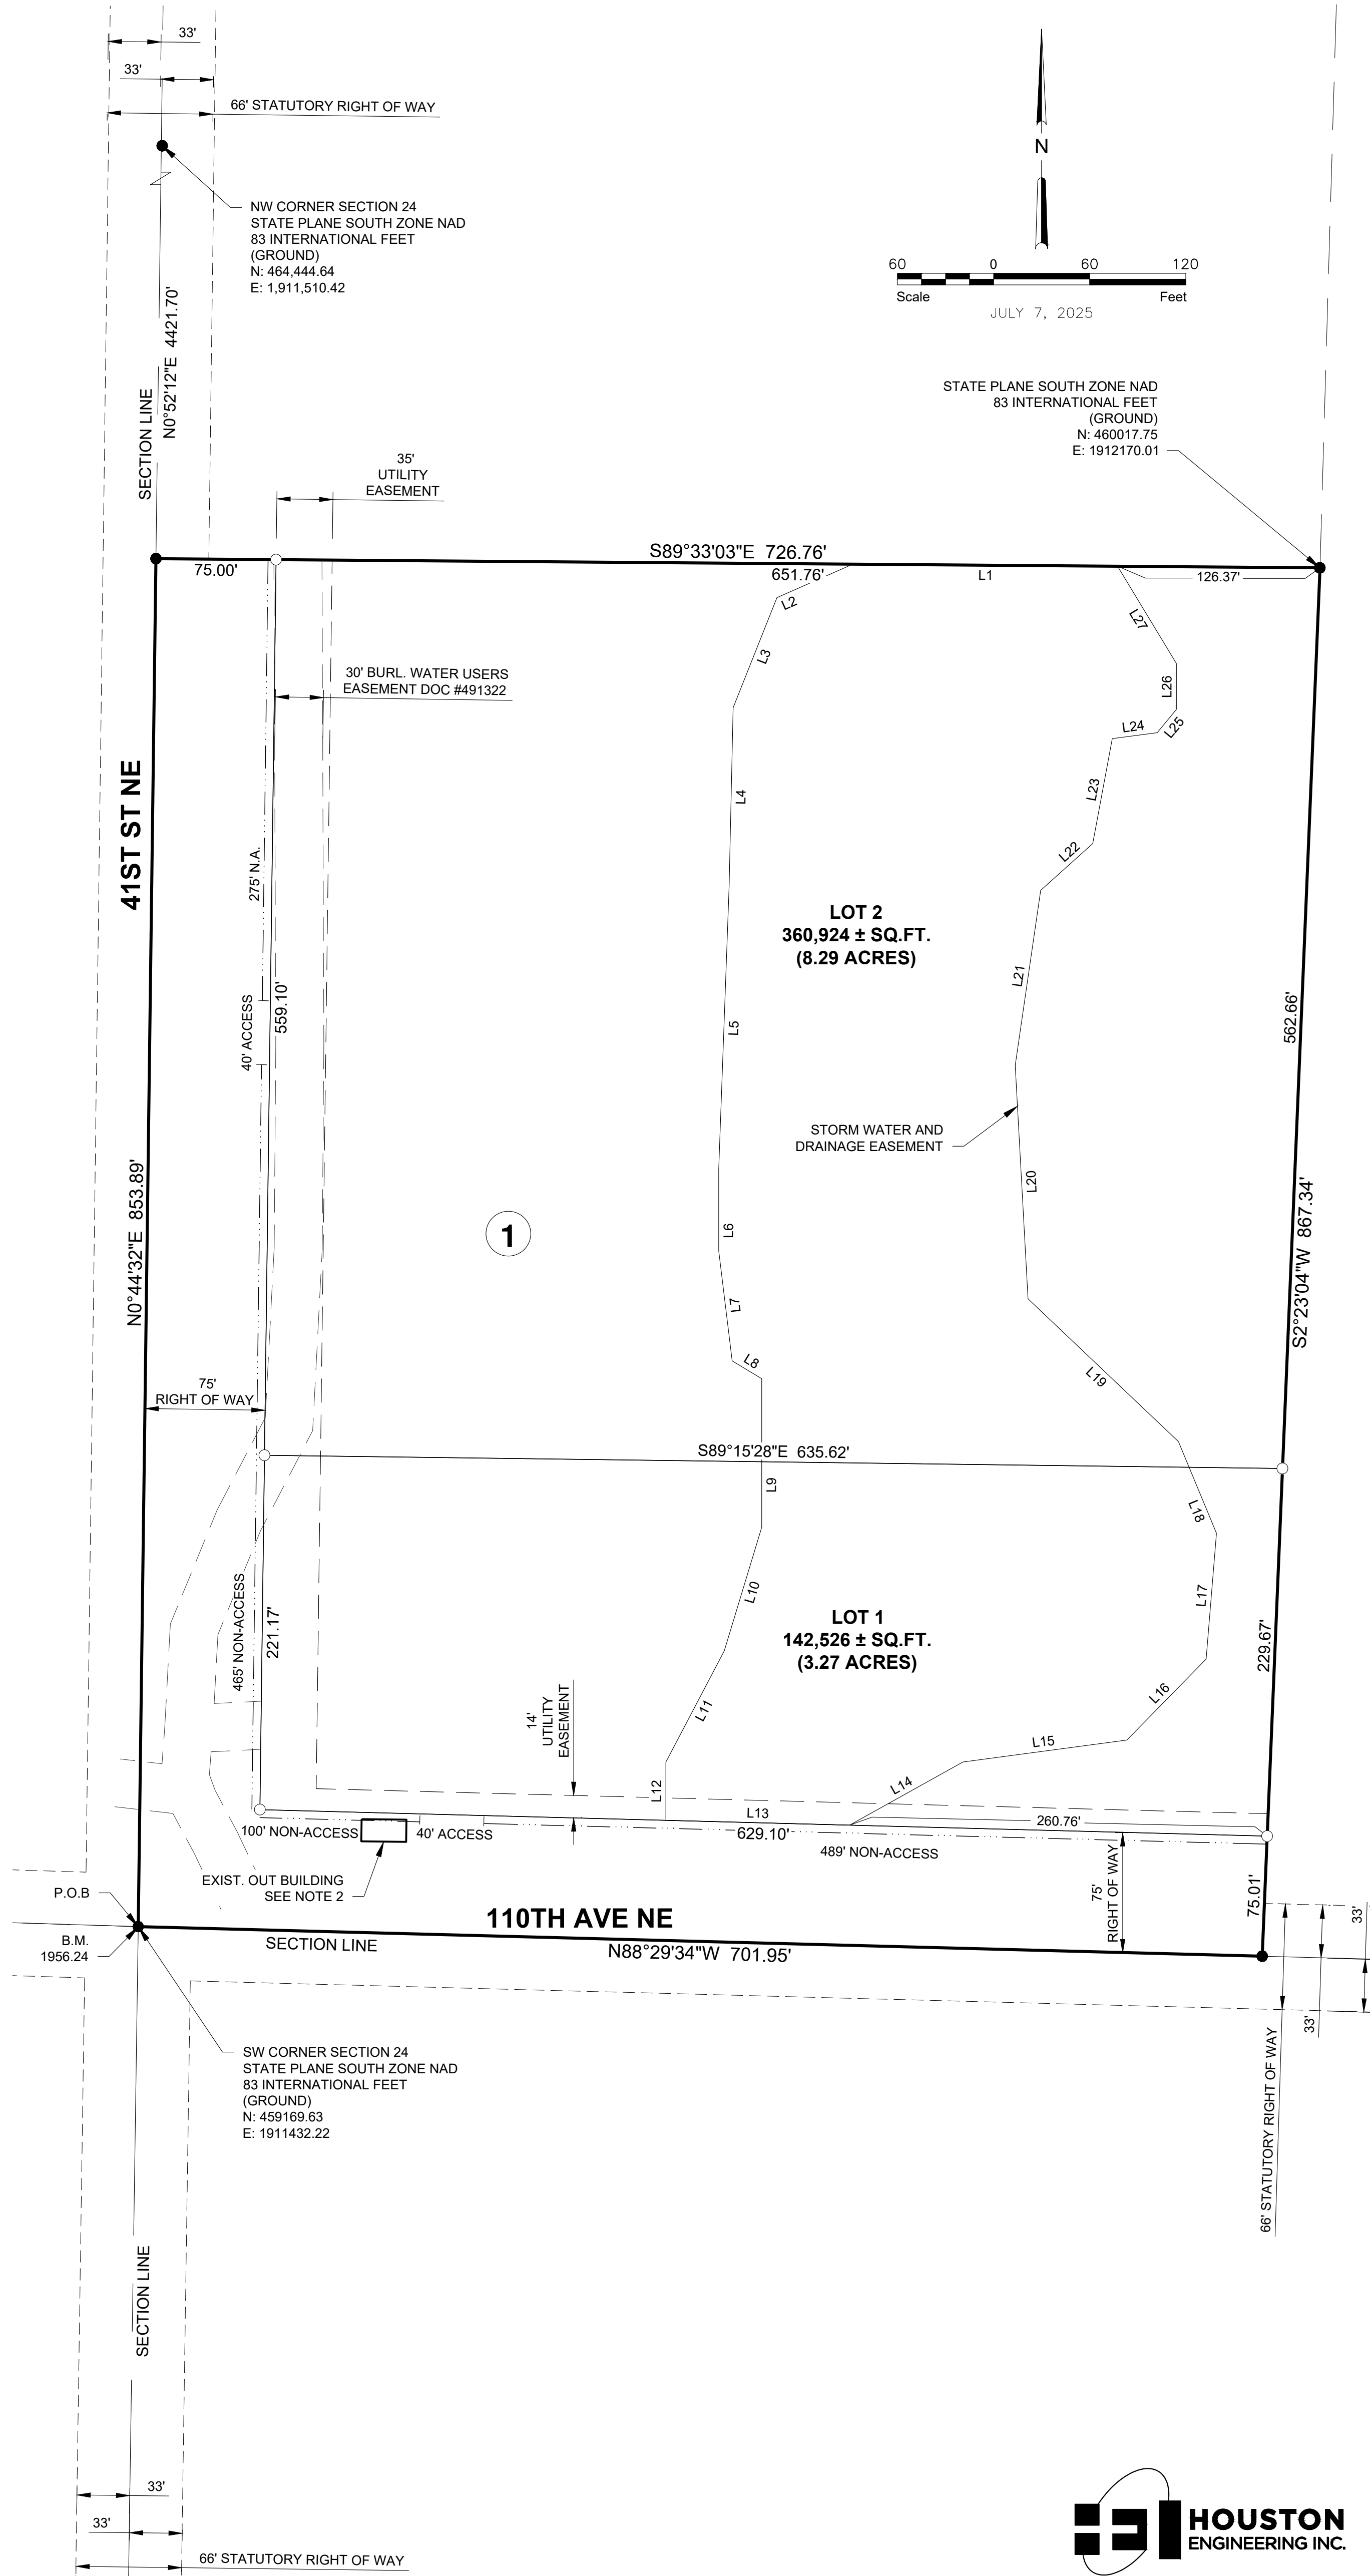 33'
33'
66' STATUTORY RIGHT OF WAY
N
NW CORNER SECTION 24
STATE PLANE SOUTH ZONE NAD
83 INTERNATIONAL FEET
(GROUND)
N: 464,444.64
E: 1,911,510.42
60 0 60 120
Scale Feet
JULY 7, 2025
SECTION LINE
N0°52'12"E 4421.70'
STATE PLANE SOUTH ZONE NAD
83 INTERNATIONAL FEET
(GROUND)
N: 460017.75
E: 1912170.01
35'
UTILITY
EASEMENT
S89°33'03"E 726.76'
75.00'
651.76'
L1
126.37'
L2
L27
L3
30' BURL. WATER USERS
EASEMENT DOC #491322
L26
L24
L25
41ST ST NE
L4
L23
275' N.A.
L22
LOT 2
360,924 ± SQ.FT.
(8.29 ACRES)
L21
40' ACCESS
559.10'
L5
562.66'
STORM WATER AND
DRAINAGE EASEMENT
L20
N0°44'32"E 853.89'
1
L6
S2°23'04"W 867.34'
L7
L8
L19
75'
RIGHT OF WAY
S89°15'28"E 635.62'
L9
L18
L10
L17
465' NON-ACCESS
221.17'
LOT 1
142,526 ± SQ.FT.
(3.27 ACRES)
229.67'
14'
UTILITY
EASEMENT
L11
L16
L15
L12
L14
L13
100' NON-ACCESS
40' ACCESS
629.10'
260.76'
489' NON-ACCESS
EXIST. OUT BUILDING
SEE NOTE 2
75'
RIGHT OF WAY
75.01'
P.O.B
110TH AVE NE
33'
B.M.
1956.24
SECTION LINE
N88°29'34"W 701.95'
33'
66' STATUTORY RIGHT OF WAY
SW CORNER SECTION 24
STATE PLANE SOUTH ZONE NAD
83 INTERNATIONAL FEET
(GROUND)
N: 459169.63
E: 1911432.22
SECTION LINE
33'
33'
66' STATUTORY RIGHT OF WAY
HOUSTON
ENGINEERING INC.